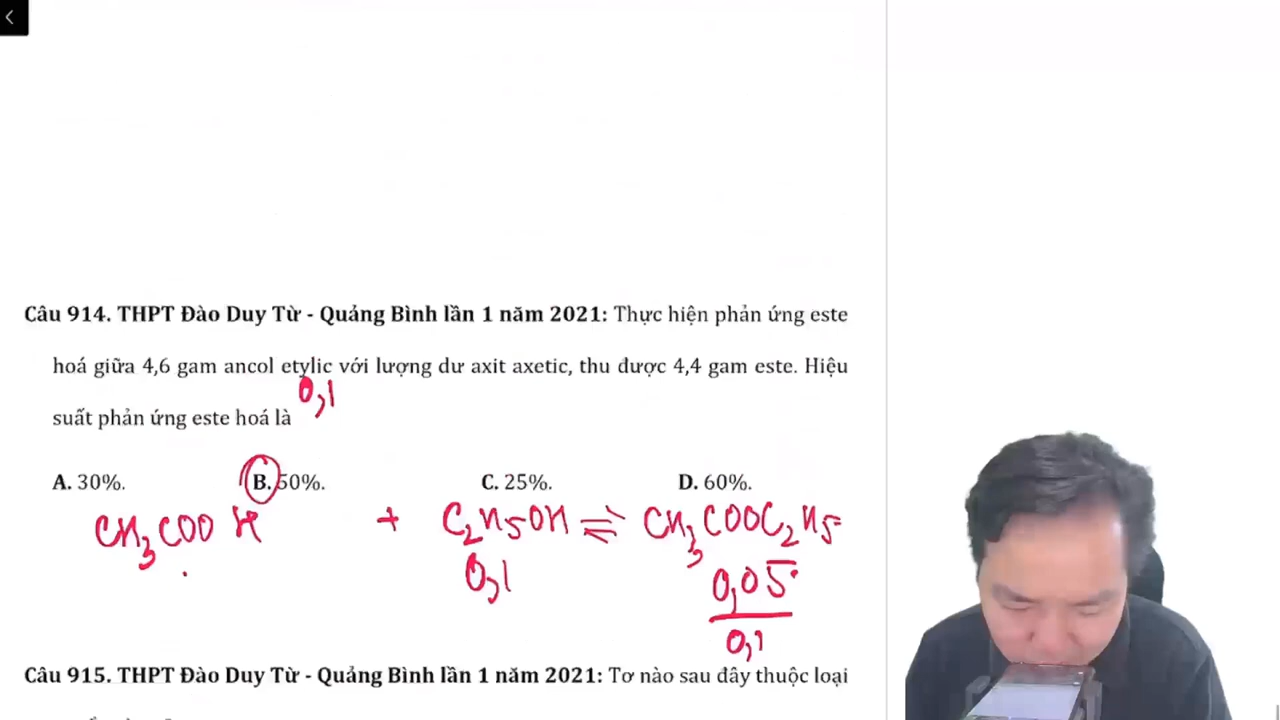 Câu 914. THPT Đào Duy Từ - Quảng Bình lần 1 năm 2021: Thực hiện phản ứng este
hoá giữa 4,6 gam ancol etylic với lượng dư axit axetic, thu được 4,4 gam este. Hiệu
0,1
suất phản ứng este hoá là
A. 30%. B. 50%. C. 25%. D. 60%.
CH3COOH + C2H5OH ⇌ CH3COOC2H5
0,1 0,05
0,1
Câu 915. THPT Đào Duy Từ - Quảng Bình lần 1 năm 2021: Tơ nào sau đây thuộc loại